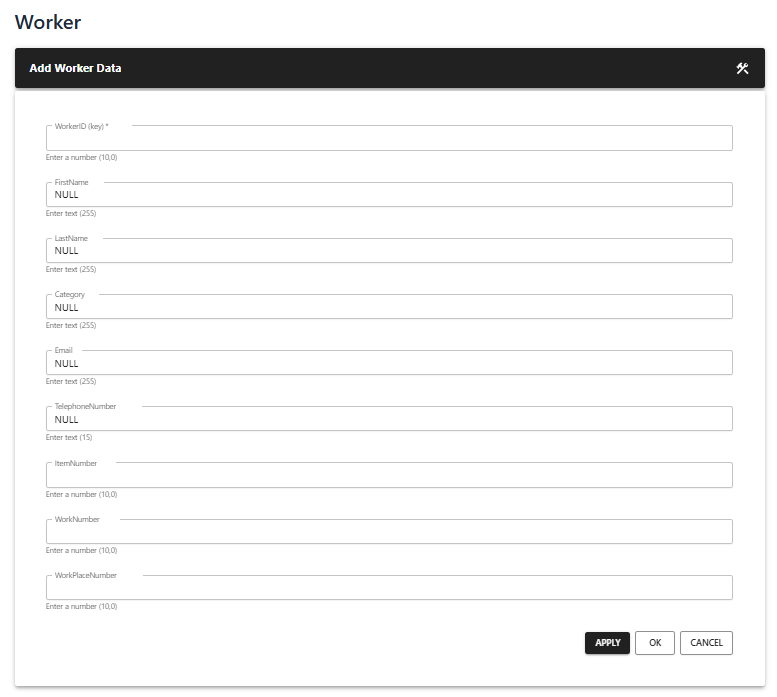 Worker
Add Worker Data
WorkerID (key) *
Enter a number (10,0)
FirstName
NULL
Enter text (255)
LastName
NULL
Enter text (255)
Category
NULL
Enter text (255)
Email
NULL
Enter text (255)
TelephoneNumber
NULL
Enter text (15)
ItemNumber
Enter a number (10,0)
WorkNumber
Enter a number (10,0)
WorkPlaceNumber
Enter a number (10,0)
APPLY OK CANCEL